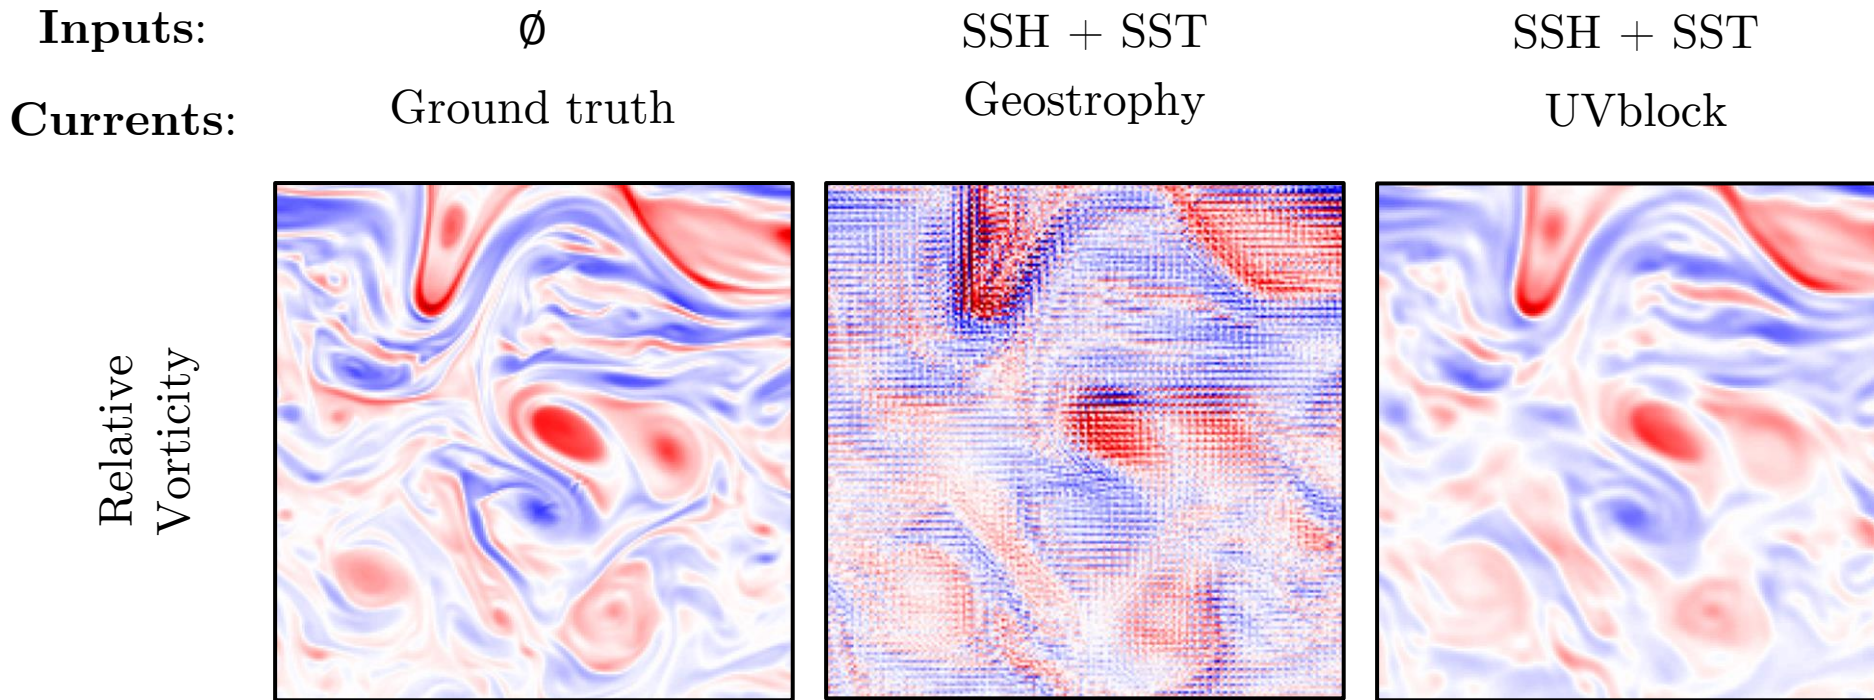 Inputs: ∅ SSH + SST SSH + SST
Currents: Ground truth Geostrophy UVblock
Relative
Vorticity